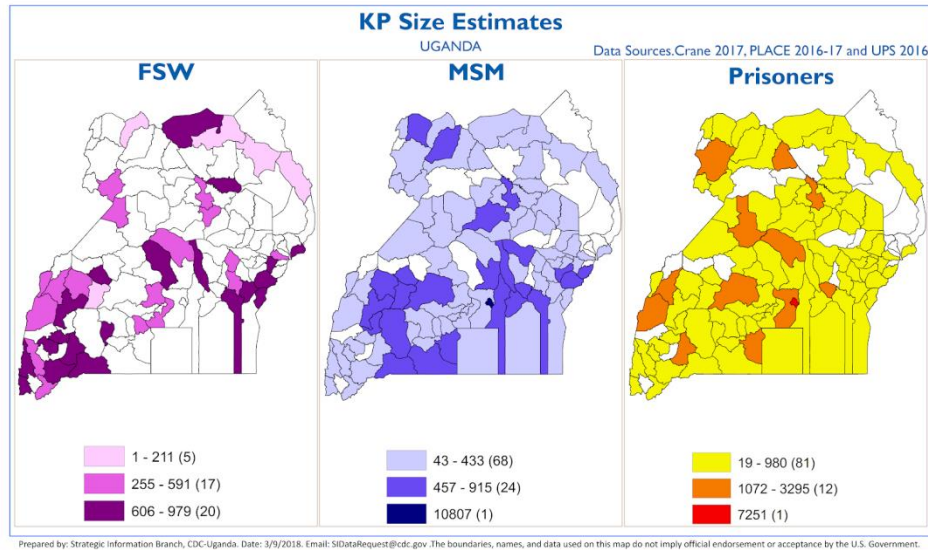 KP Size Estimates
UGANDA
Data Sources.Crane 2017, PLACE 2016-17 and UPS 2016
FSW
MSM
Prisoners
1 - 211 (5)
255 - 591 (17)
606 - 979 (20)
43 - 433 (68)
457 - 915 (24)
10807 (1)
19 - 980 (81)
1072 - 3295 (12)
7251 (1)
Prepared by: Strategic Information Branch, CDC-Uganda. Date: 3/9/2018. Email: SIDataRequest@cdc.gov .The boundaries, names, and data used on this map do not imply official endorsement or acceptance by the U.S. Government.